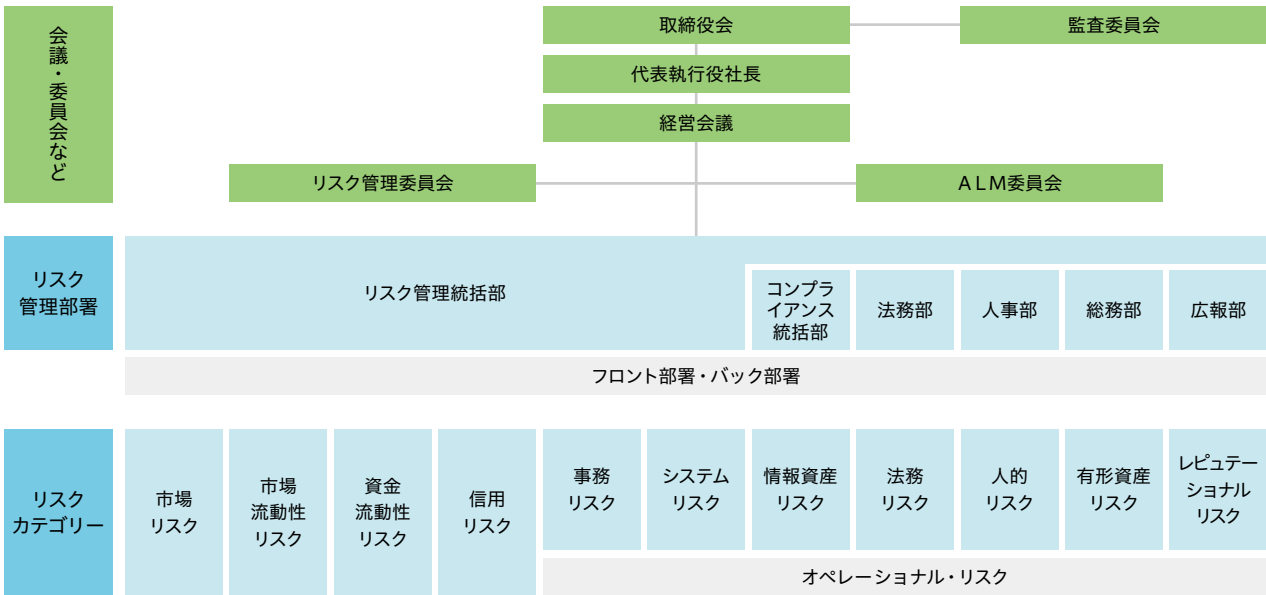 会議・委員会など
取締役会
監査委員会
代表執行役社長
経営会議
リスク管理委員会
ALM委員会
リスク
管理部署
リスク管理統括部
コンプラ
イアンス
統括部
法務部
人事部
総務部
広報部
フロント部署・バック部署
リスク
カテゴリー
市場
リスク
市場
流動性
リスク
資金
流動性
リスク
信用
リスク
事務
リスク
システム
リスク
情報資産
リスク
法務
リスク
人的
リスク
有形資産
リスク
レピュテー
ショナル
リスク
オペレーショナル・リスク